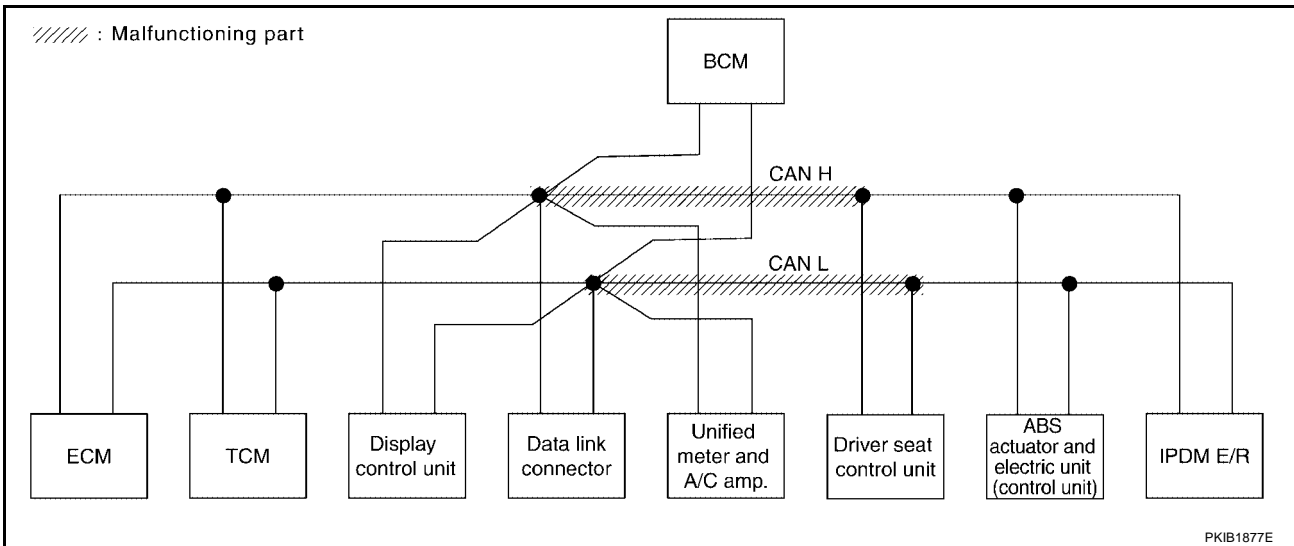 : Malfunctioning part
BCM
CAN H
CAN L
ECM
TCM
Display
control unit
Data link
connector
Unified
meter and
A/C amp.
Driver seat
control unit
ABS
actuator and
electric unit
(control unit)
IPDM E/R
PKIB1877E